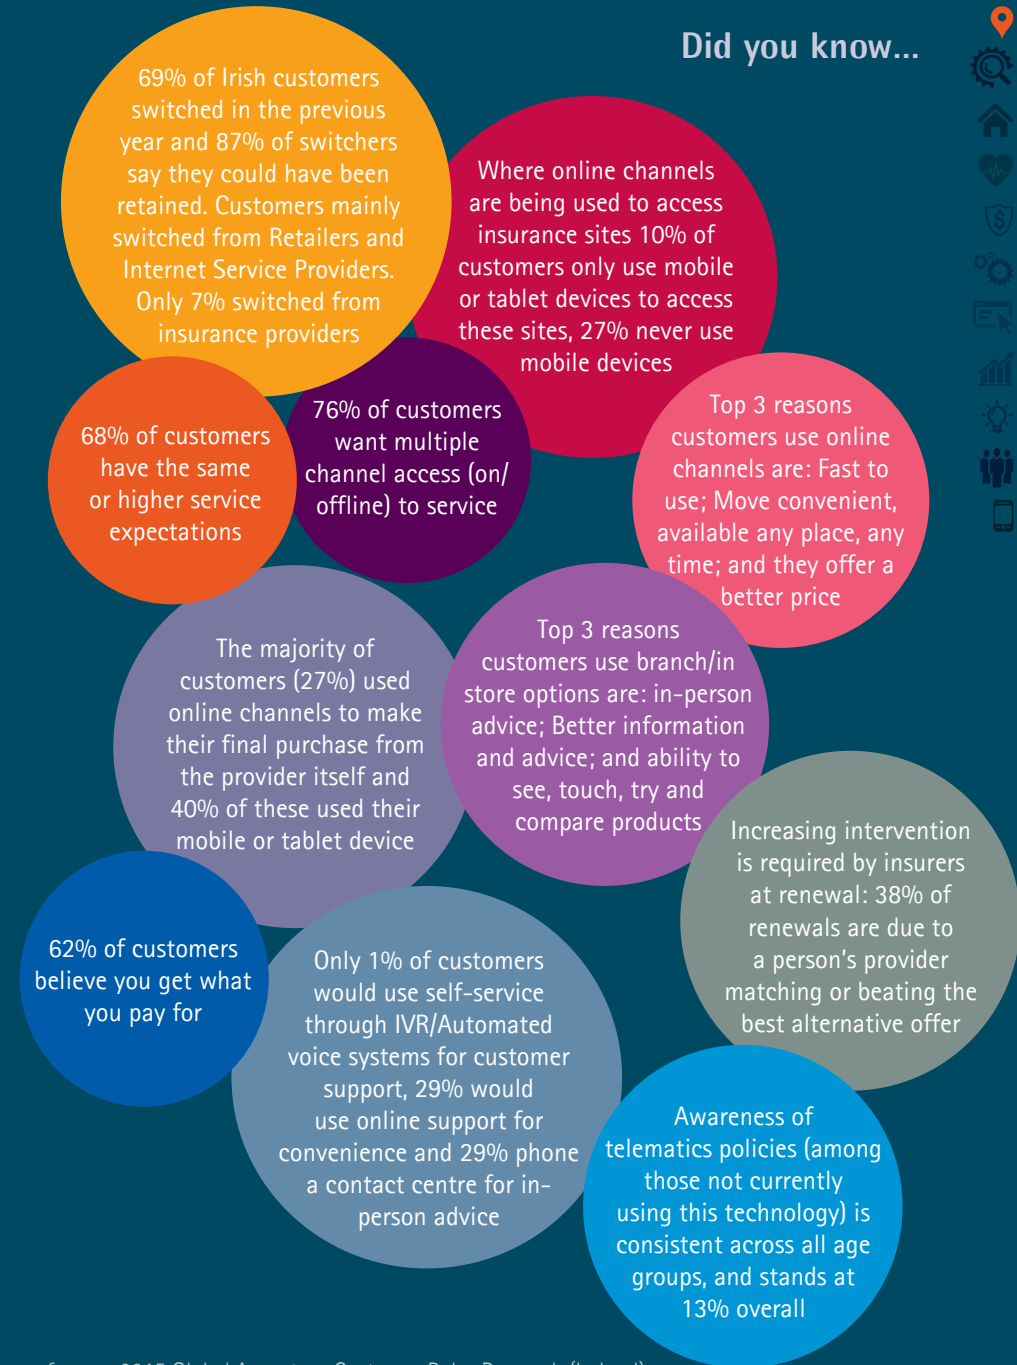 Did you know...
69% of Irish customers
switched in the previous
year and 87% of switchers
say they could have been
retained. Customers mainly
switched from Retailers and
Internet Service Providers.
Only 7% switched from
insurance providers
Where online channels
are being used to access
insurance sites 10% of
customers only use mobile
or tablet devices to access
these sites, 27% never use
mobile devices
68% of customers
have the same
or higher service
expectations
76% of customers
want multiple
channel access (on/
offline) to service
Top 3 reasons
customers use online
channels are: Fast to
use; Move convenient,
available any place, any
time; and they offer a
better price
The majority of
customers (27%) used
online channels to make
their final purchase from
the provider itself and
40% of these used their
mobile or tablet device
Top 3 reasons
customers use branch/in
store options are: in-person
advice; Better information
and advice; and ability to
see, touch, try and
compare products
Increasing intervention
is required by insurers
at renewal: 38% of
renewals are due to
a person's provider
matching or beating the
best alternative offer
62% of customers
believe you get what
you pay for
Only 1% of customers
would use self-service
through IVR/Automated
voice systems for customer
support, 29% would
use online support for
convenience and 29% phone
a contact centre for in-
person advice
Awareness of
telematics policies (among
those not currently
using this technology) is
consistent across all age
groups, and stands at
13% overall